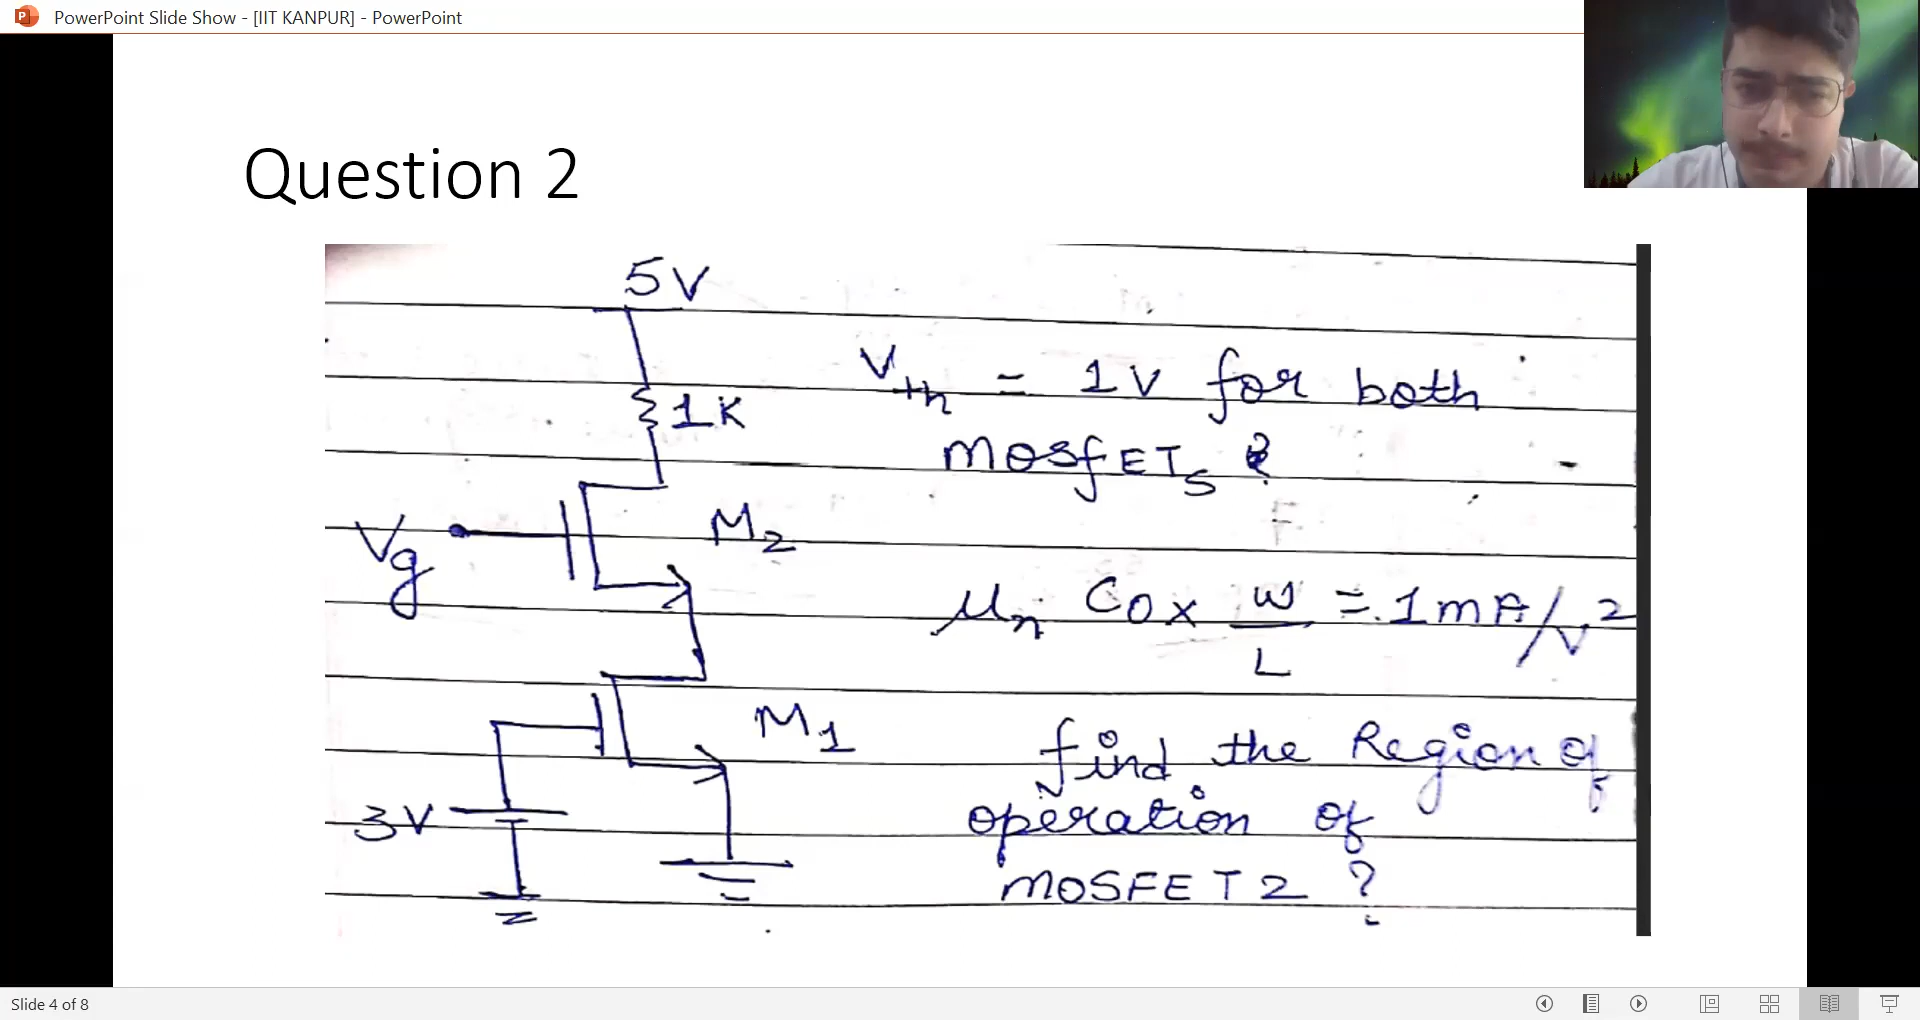 PowerPoint Slide Show - [IIT KANPUR] - PowerPoint
Question 2
5V
1K
Vth = 1V for both
MOSfETs &
Vg
M2
μn Cox W/L = 1mA/V²
M1
find the Region of
operation of
MOSFET 2 ?
3V
Slide 4 of 8